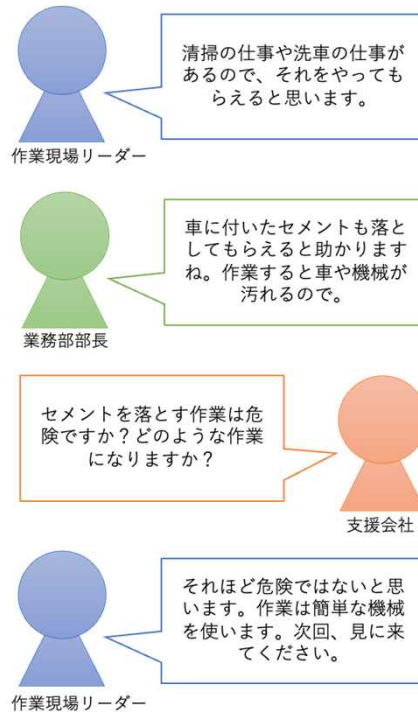 清掃の仕事や洗車の仕事が
あるので、それをやっても
らえると思います。
作業現場リーダー
車に付いたセメントも落と
してもらえると助かります
ね。作業すると車や機械が
汚れるので。
業務部部長
セメントを落とす作業は危
険ですか？どのような作業
になりますか？
支援会社
それほど危険ではないと思
います。作業は簡単な機械
を使います。次回、見に来
てください。
作業現場リーダー